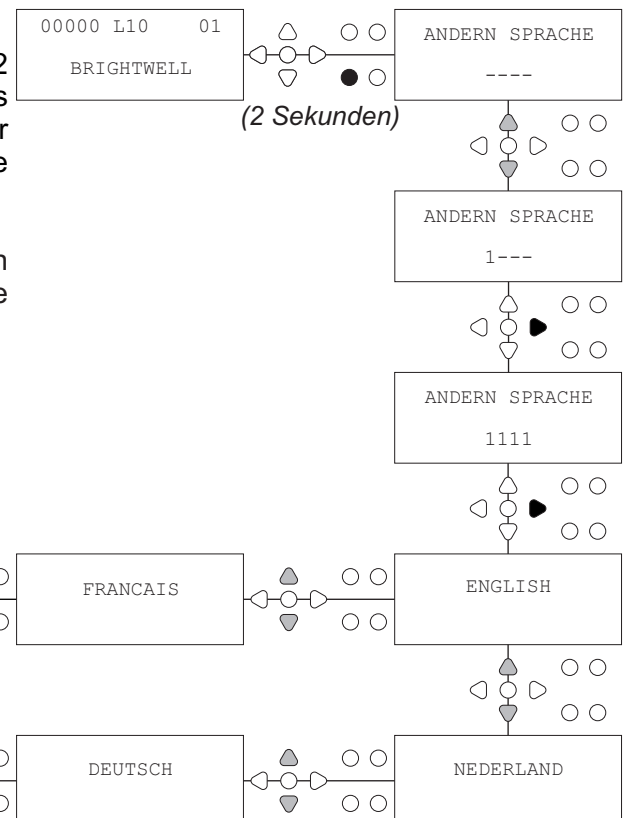 00000 L10 01
BRIGHTWELL
(2 Sekunden)
ANDERN SPRACHE
----
ANDERN SPRACHE
1---
ANDERN SPRACHE
1111
FRANCAIS
ENGLISH
DEUTSCH
NEDERLAND